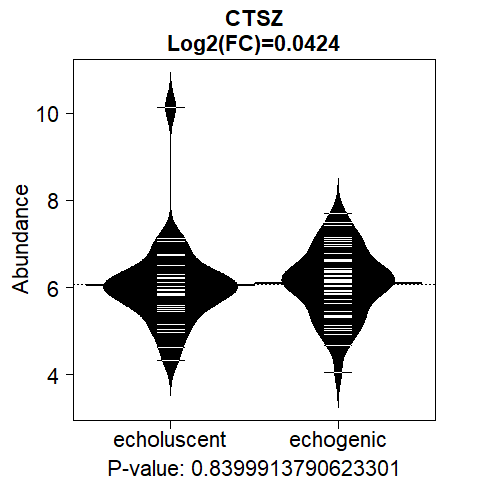 CTSZ
Log2(FC)=0.0424
Abundance
10
8
6
4
echoluscent echogenic
P-value: 0.8399913790623301